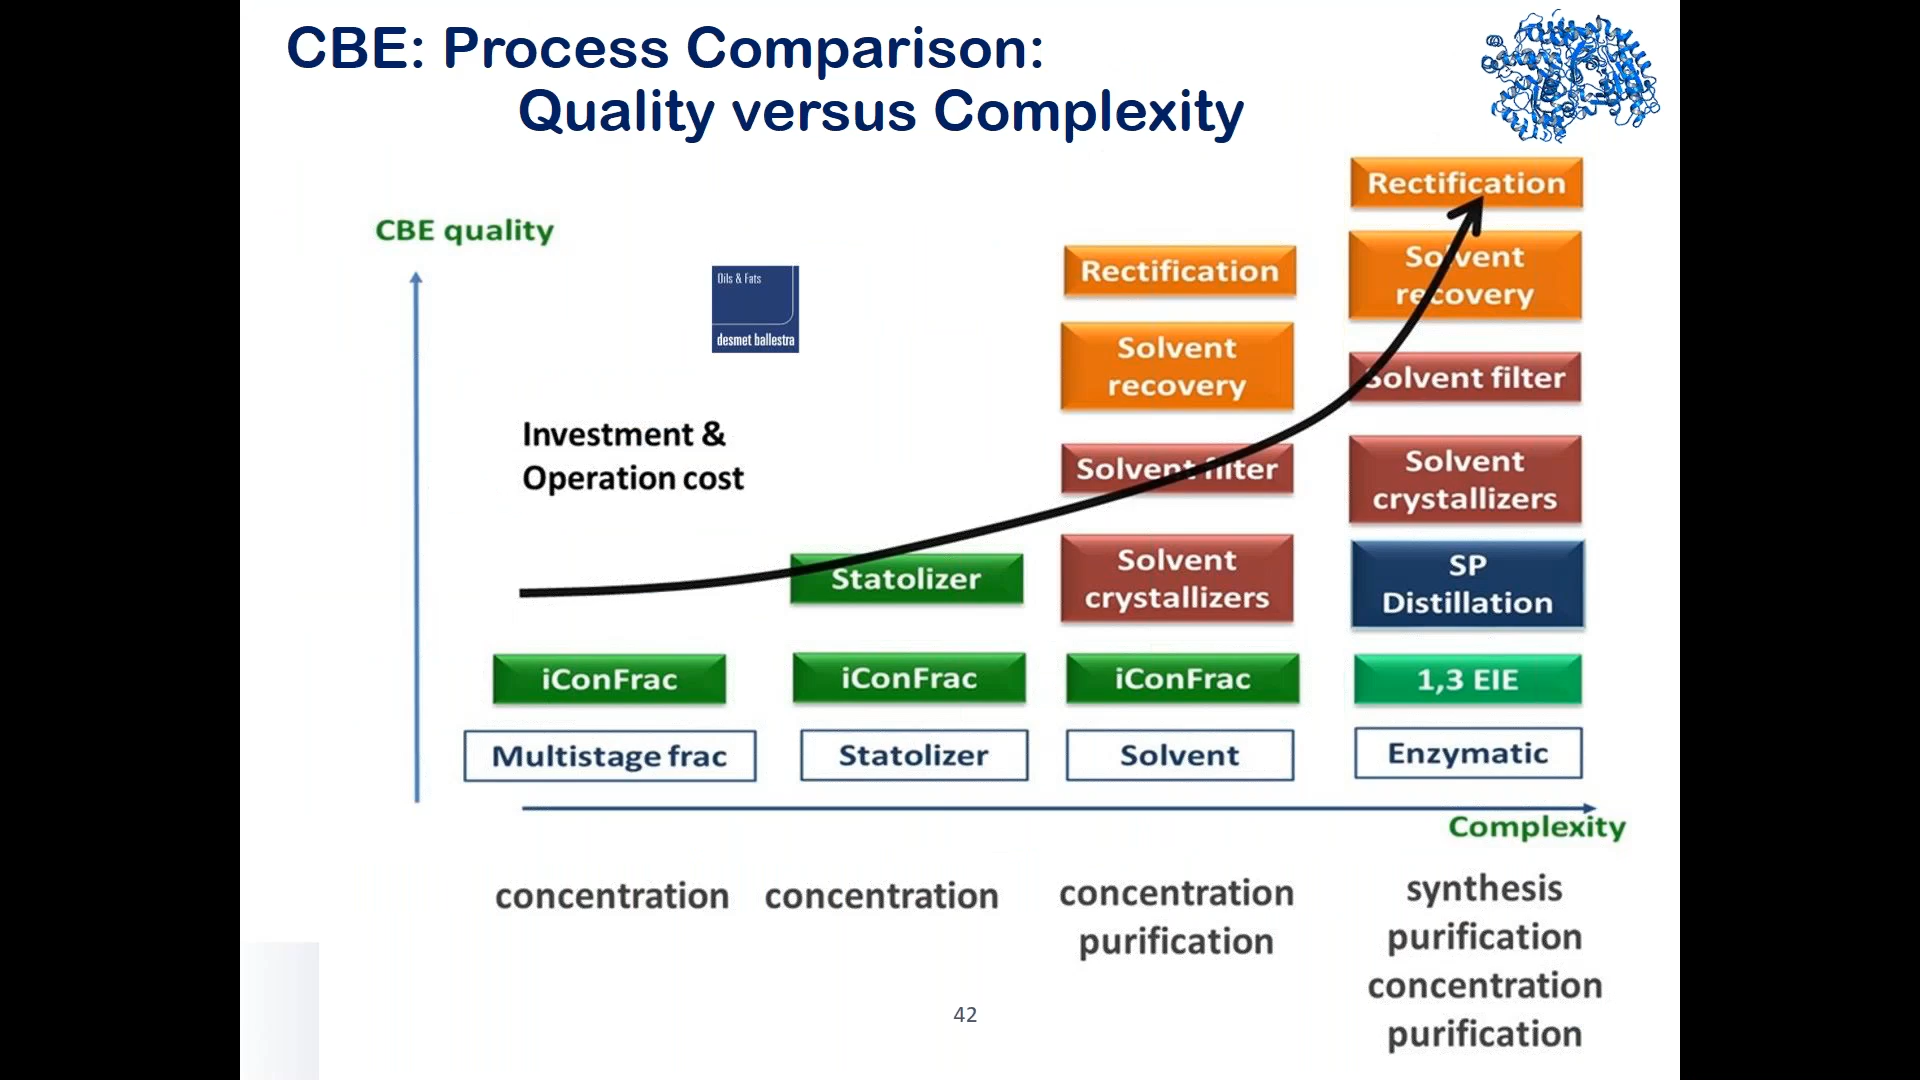 CBE: Process Comparison:
Quality versus Complexity
CBE quality
Oils & Fats
desmet ballestra
Investment &
Operation cost
iConFrac
Multistage frac
Statolizer
iConFrac
Statolizer
Rectification
Solvent
recovery
Solvent filter
Solvent
crystallizers
iConFrac
Solvent
Rectification
Solvent
recovery
Solvent filter
Solvent
crystallizers
SP
Distillation
1,3 EIE
Enzymatic
Complexity
concentration
concentration
concentration
purification
synthesis
purification
concentration
purification
42